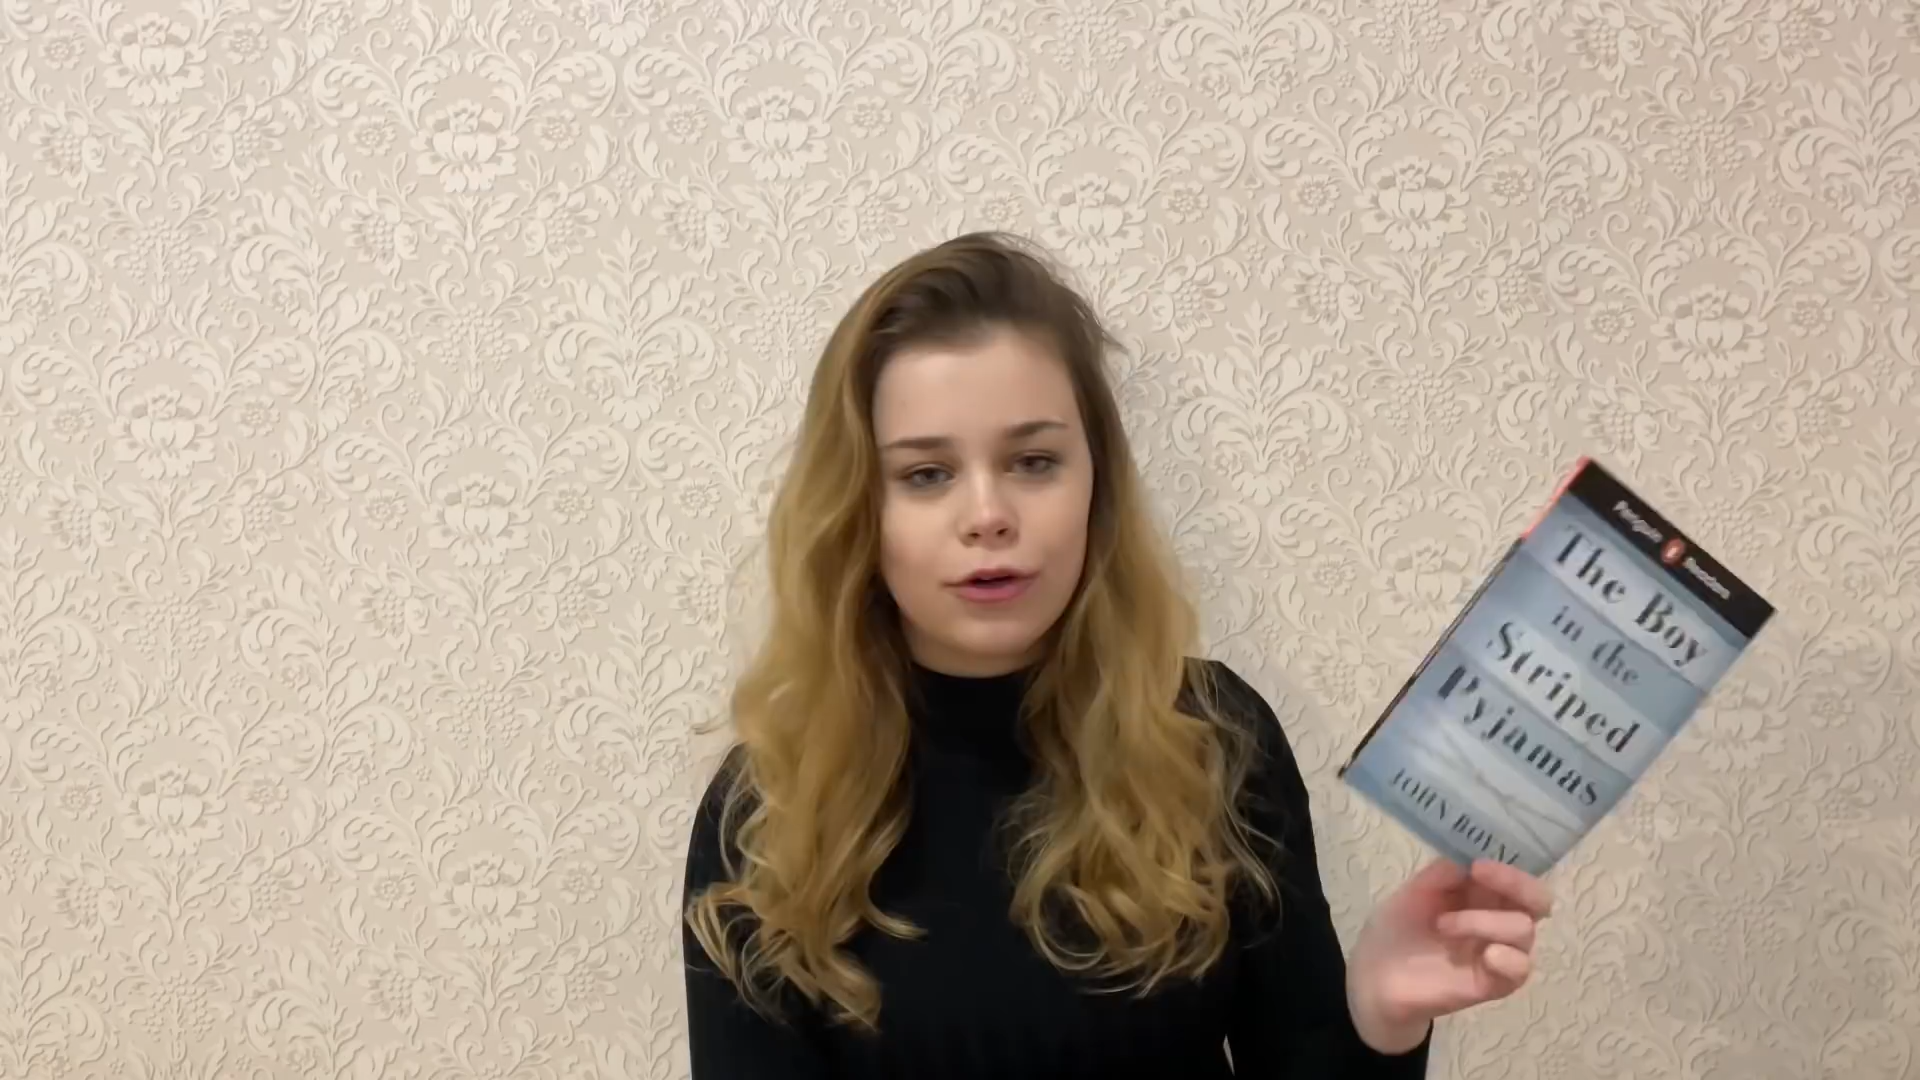 Penguin Readers
The Boy
in the
Striped
Pyjamas
JOHN BOYNE